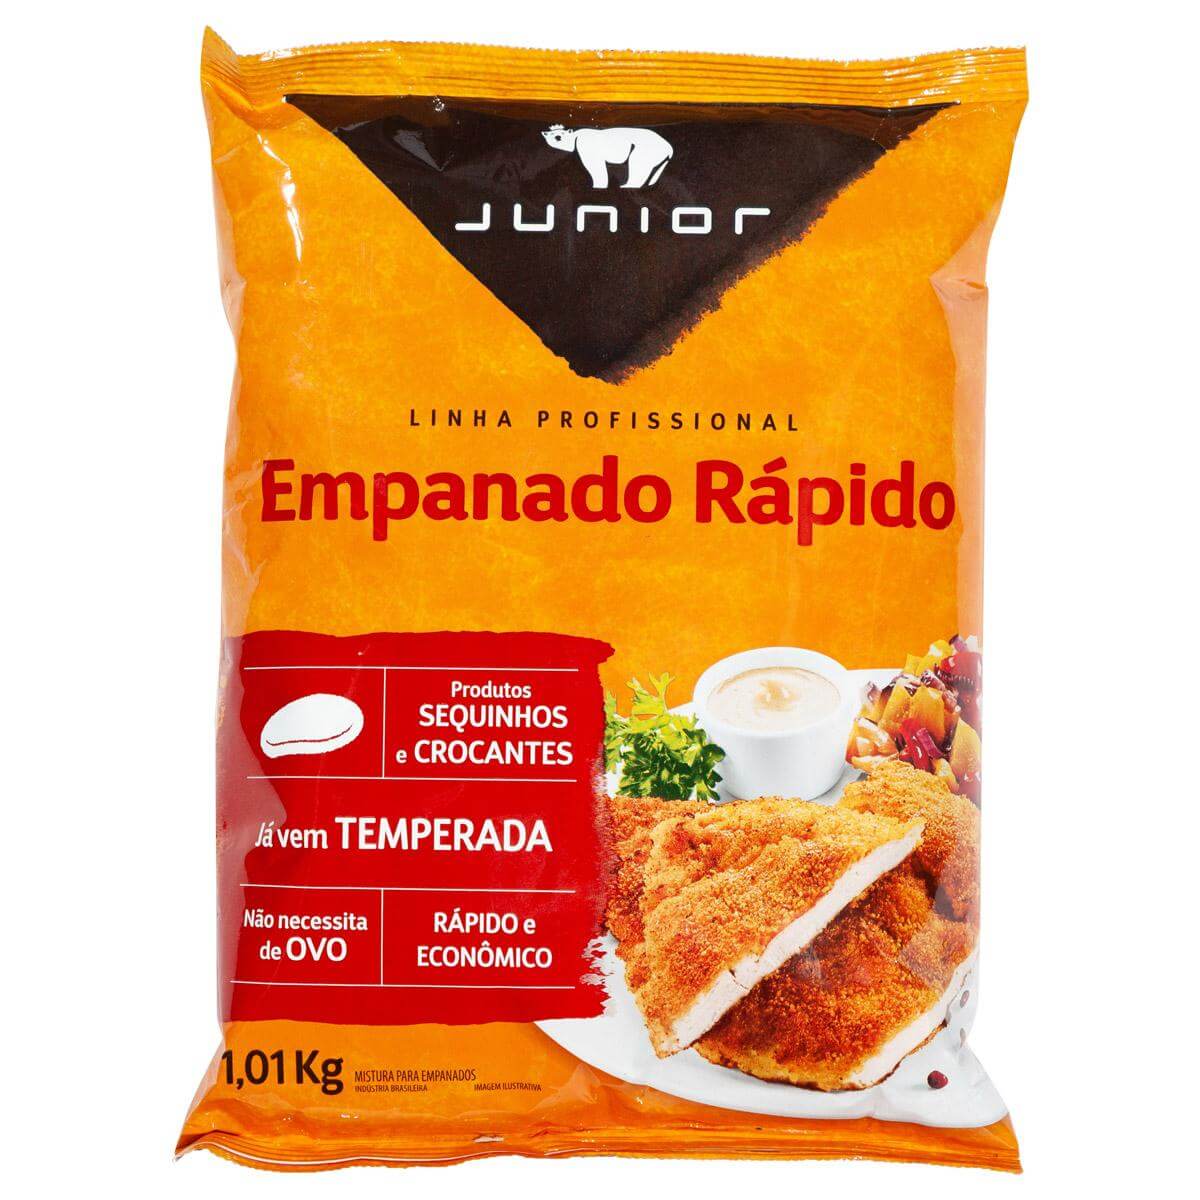 JUNIOR
LINHA PROFISSIONAL
Empanado Rápido
Produtos
SEQUINHOS
e CROCANTES
Já vem TEMPERADA
Não necessita
de OVO
RÁPIDO e
ECONÔMICO
1,01Kg
MISTURA PARA EMPANADOS
INDÚSTRIA BRASILEIRA
IMAGEM ILUSTRATIVA